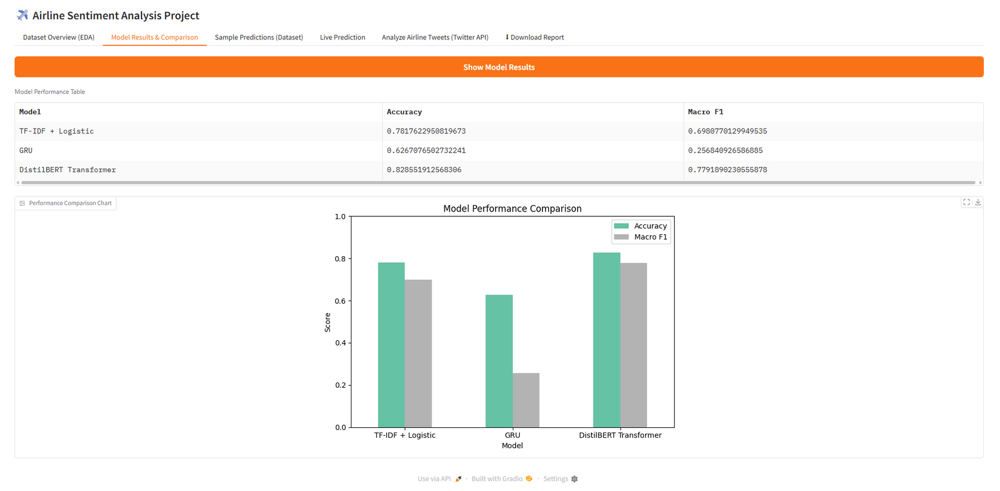 Airline Sentiment Analysis Project
Dataset Overview (EDA) Model Results & Comparison Sample Predictions (Dataset) Live Prediction Analyze Airline Tweets (Twitter API) ⬇ Download Report
Show Model Results
Model Performance Table
Model Accuracy Macro F1
TF-IDF + Logistic 0.7817622950819673 0.6980770129949535
GRU 0.6267076502732241 0.256840926586885
DistilBERT Transformer 0.828551912568306 0.7791890230555878
Performance Comparison Chart
Model Performance Comparison
Accuracy
Macro F1
1.0
0.8
0.6
0.4
0.2
0.0
Score
TF-IDF + Logistic GRU DistilBERT Transformer
Model
Use via API · Built with Gradio · Settings